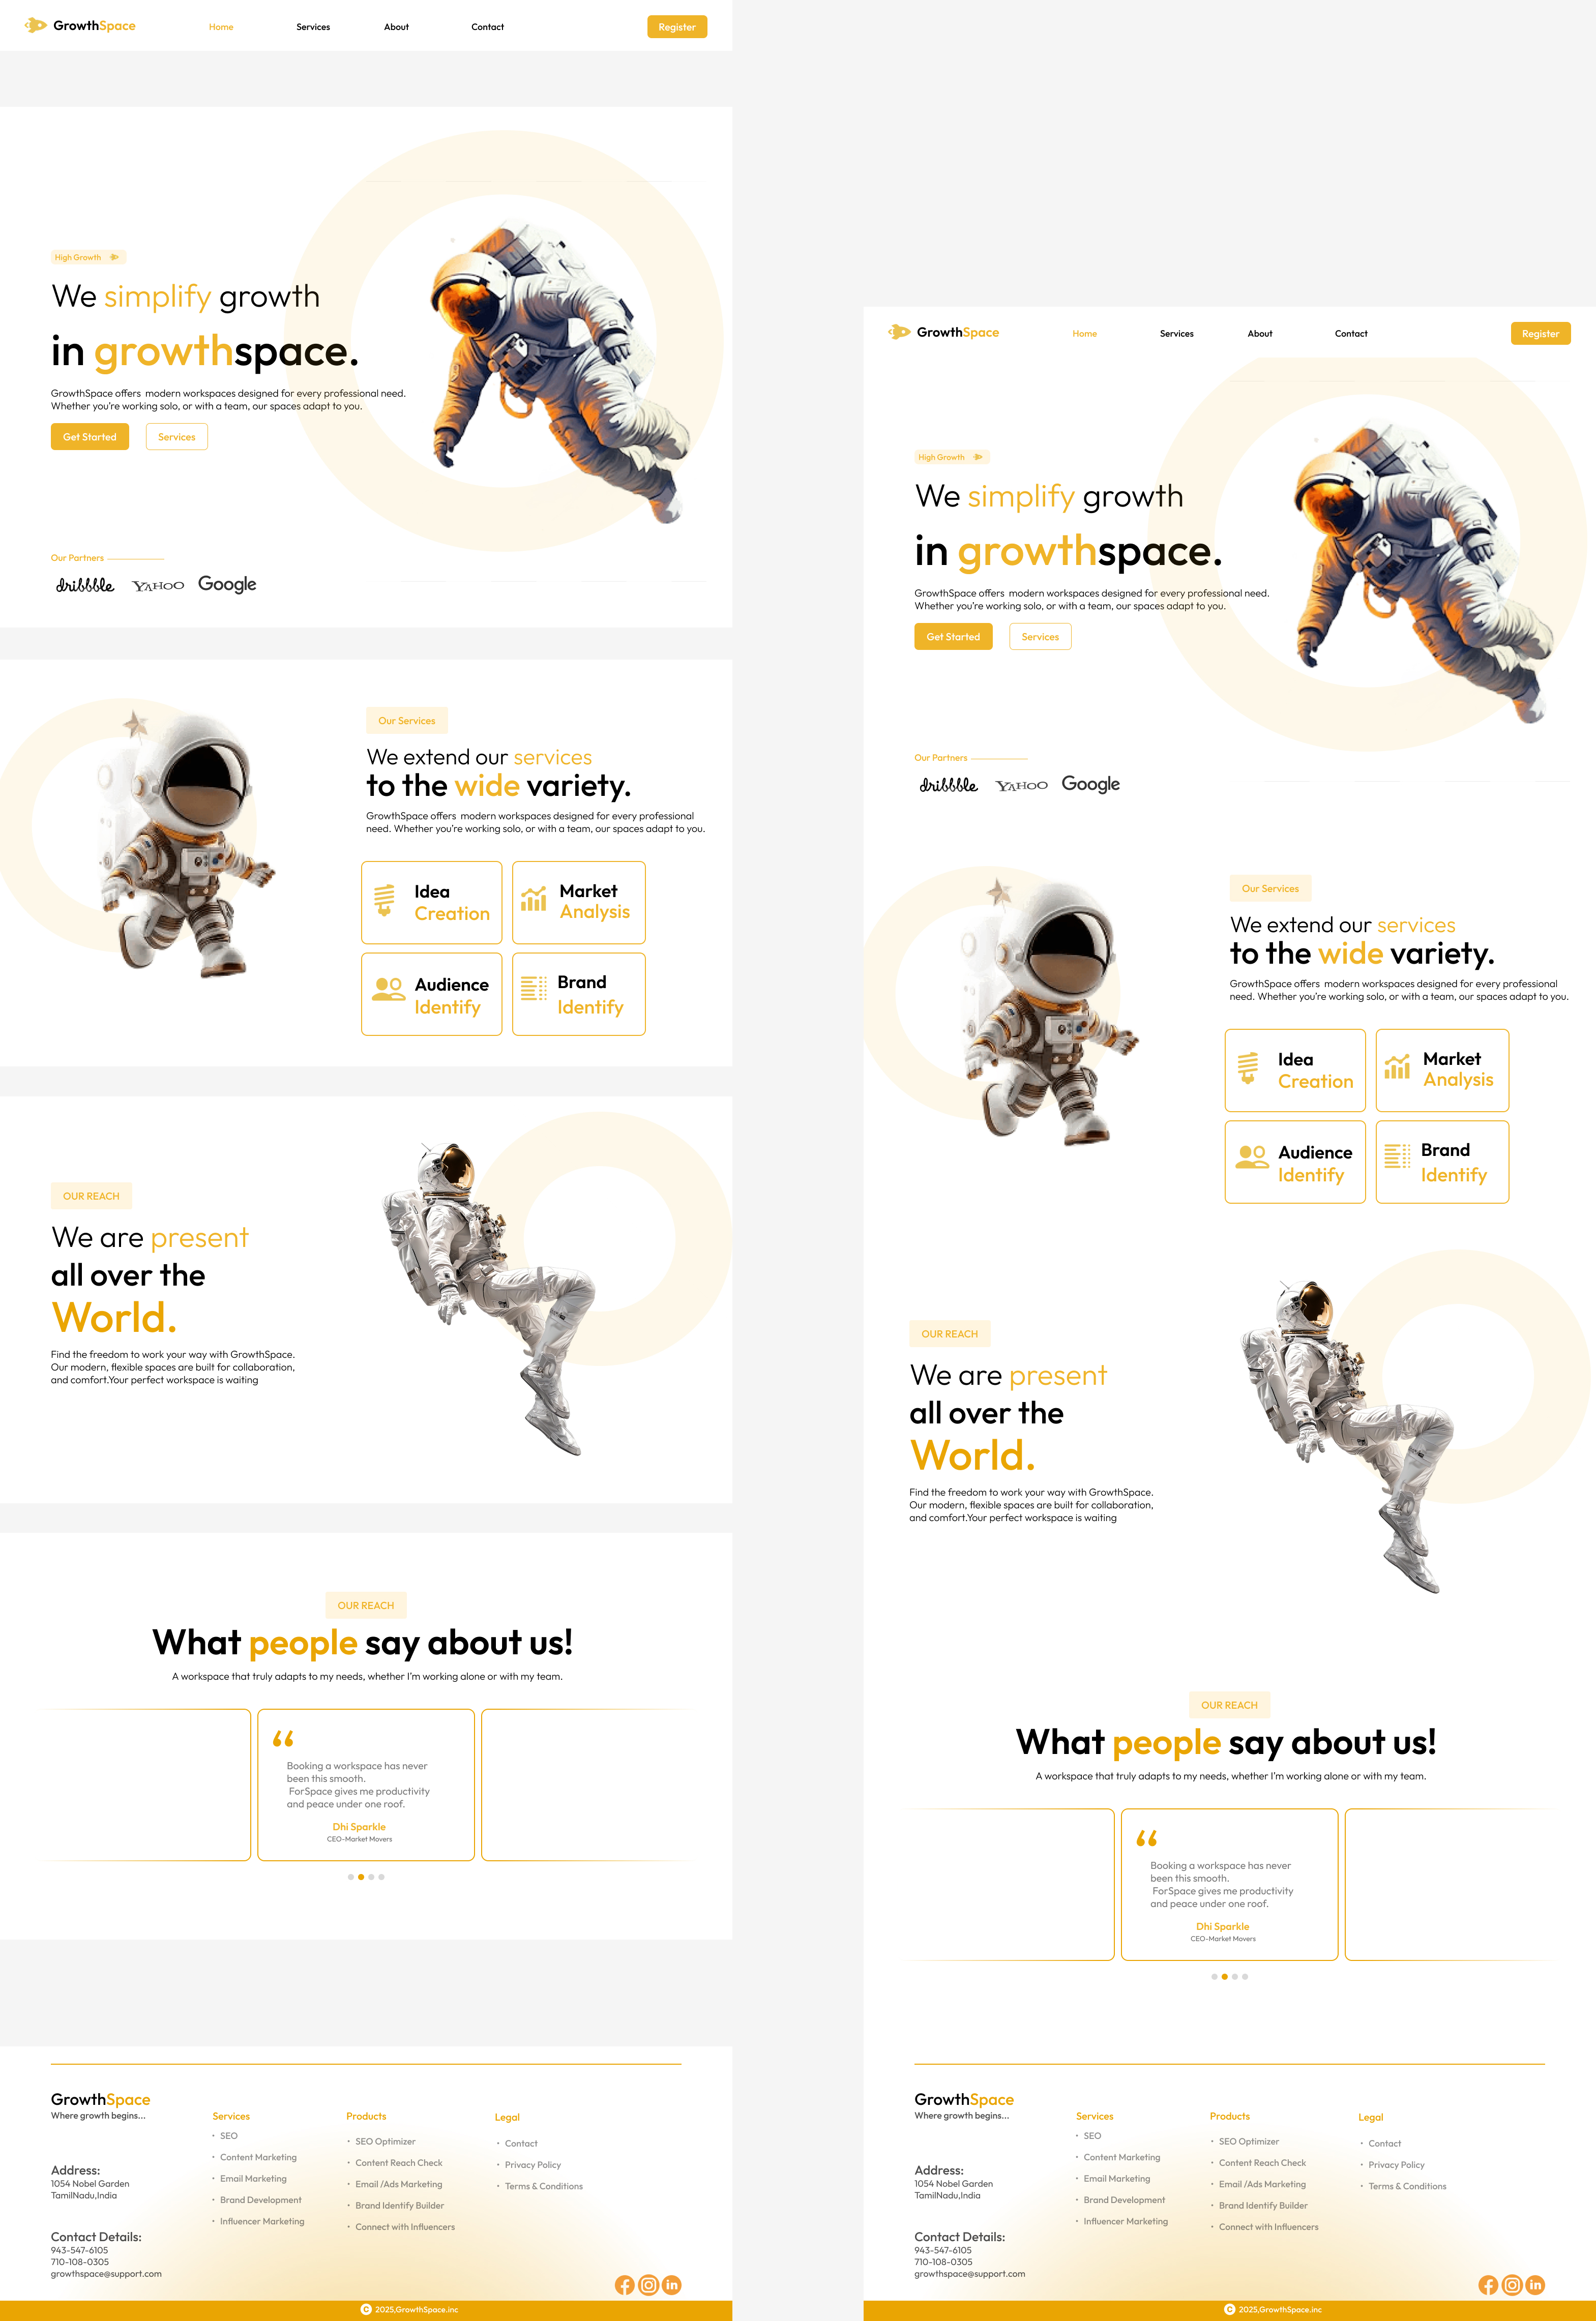 GrowthSpace
Home
Services
About
Contact
Register
High Growth
We simplify growth
in growthspace.
GrowthSpace offers modern workspaces designed for every professional need.
Whether you're working solo, or with a team, our spaces adapt to you.
Get Started
Services
Our Partners
dribbble
YAHOO
Google
Our Services
We extend our services
to the wide variety.
GrowthSpace offers modern workspaces designed for every professional
need. Whether you're working solo, or with a team, our spaces adapt to you.
Idea
Creation
Market
Analysis
Audience
Identify
Brand
Identify
OUR REACH
We are present
all over the
World.
Find the freedom to work your way with GrowthSpace.
Our modern, flexible spaces are built for collaboration,
and comfort.Your perfect workspace is waiting
OUR REACH
What people say about us!
A workspace that truly adapts to my needs, whether I'm working alone or with my team.
“
Booking a workspace has never
been this smooth.
ForSpace gives me productivity
and peace under one roof.
Dhi Sparkle
CEO-Market Movers
GrowthSpace
Where growth begins...
Address:
1054 Nobel Garden
TamilNadu,India
Contact Details:
943-547-6105
710-108-0305
growthspace@support.com
Services
• SEO
• Content Marketing
• Email Marketing
• Brand Development
• Influencer Marketing
Products
• SEO Optimizer
• Content Reach Check
• Email /Ads Marketing
• Brand Identify Builder
• Connect with Influencers
Legal
• Contact
• Privacy Policy
• Terms & Conditions
© 2025,GrowthSpace.inc
GrowthSpace
Home
Services
About
Contact
Register
High Growth
We simplify growth
in growthspace.
GrowthSpace offers modern workspaces designed for every professional need.
Whether you're working solo, or with a team, our spaces adapt to you.
Get Started
Services
Our Partners
dribbble
YAHOO
Google
Our Services
We extend our services
to the wide variety.
GrowthSpace offers modern workspaces designed for every professional
need. Whether you're working solo, or with a team, our spaces adapt to you.
Idea
Creation
Market
Analysis
Audience
Identify
Brand
Identify
OUR REACH
We are present
all over the
World.
Find the freedom to work your way with GrowthSpace.
Our modern, flexible spaces are built for collaboration,
and comfort.Your perfect workspace is waiting
OUR REACH
What people say about us!
A workspace that truly adapts to my needs, whether I'm working alone or with my team.
“
Booking a workspace has never
been this smooth.
ForSpace gives me productivity
and peace under one roof.
Dhi Sparkle
CEO-Market Movers
GrowthSpace
Where growth begins...
Address:
1054 Nobel Garden
TamilNadu,India
Contact Details:
943-547-6105
710-108-0305
growthspace@support.com
Services
• SEO
• Content Marketing
• Email Marketing
• Brand Development
• Influencer Marketing
Products
• SEO Optimizer
• Content Reach Check
• Email /Ads Marketing
• Brand Identify Builder
• Connect with Influencers
Legal
• Contact
• Privacy Policy
• Terms & Conditions
© 2025,GrowthSpace.inc